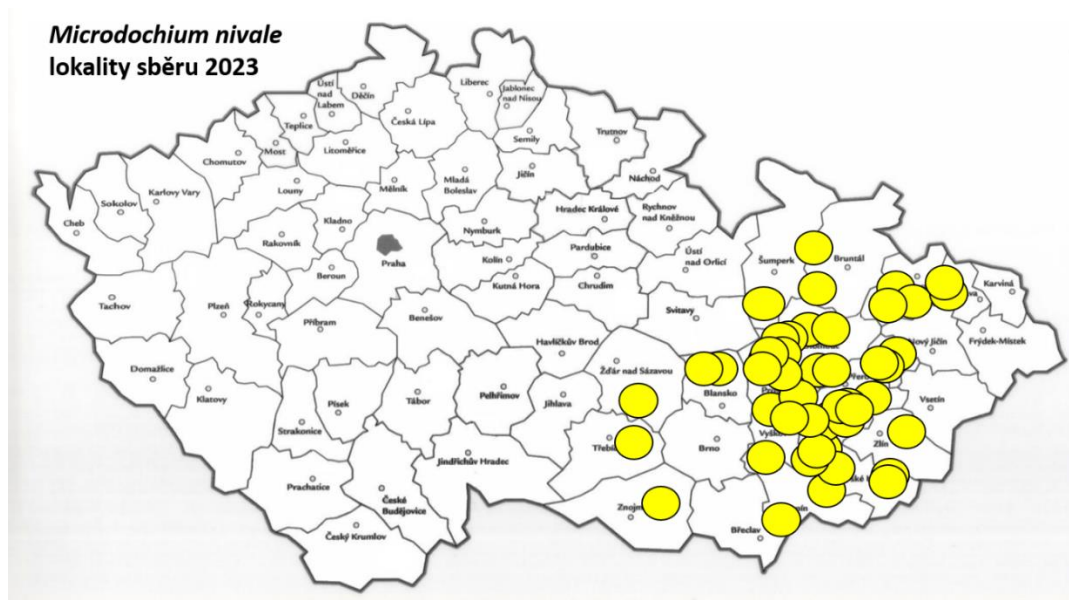 Microdochium nivale
lokality sběru 2023
Liberec
Jablonec
nad Nisou
Ústí
nad
Labem
Děčín
Teplice
Česká Lípa
Most
Chomutov
Litoměřice
Semily
Trutnov
Jičín
Náchod
Louny
Mělník
Mladá
Boleslav
Karlovy Vary
Sokolov
Cheb
Hradec Králové
Rychnov
nad Kněžnou
Kladno
Nymburk
Rakovník
Praha
Kolín
Pardubice
Ústí
nad Orlicí
Šumperk
Bruntál
Beroun
Kutná Hora
Chrudim
Karviná
Tachov
Plzeň
Rokycany
Benešov
Svitavy
Příbram
Havlíčkův Brod
Nový Jičín
Frýdek-Místek
Domažlice
Žďár nad Sázavou
Klatovy
Písek
Tábor
Pelhřimov
Jihlava
Blansko
Vsetín
Strakonice
Brno
Zlín
Jindřichův Hradec
Prachatice
České
Budějovice
Český Krumlov
Břeclav